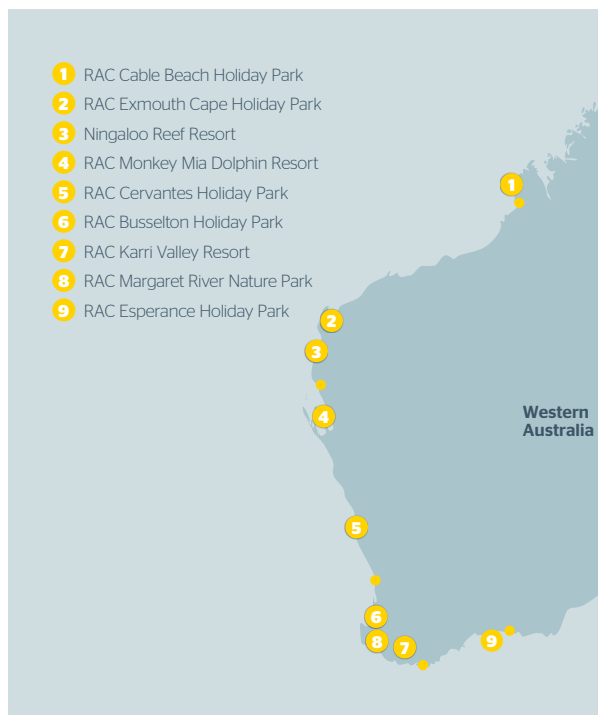 1 RAC Cable Beach Holiday Park
2 RAC Exmouth Cape Holiday Park
3 Ningaloo Reef Resort
4 RAC Monkey Mia Dolphin Resort
5 RAC Cervantes Holiday Park
6 RAC Busselton Holiday Park
7 RAC Karri Valley Resort
8 RAC Margaret River Nature Park
9 RAC Esperance Holiday Park
1
2
3
4
Western
Australia
5
6
8
7
9